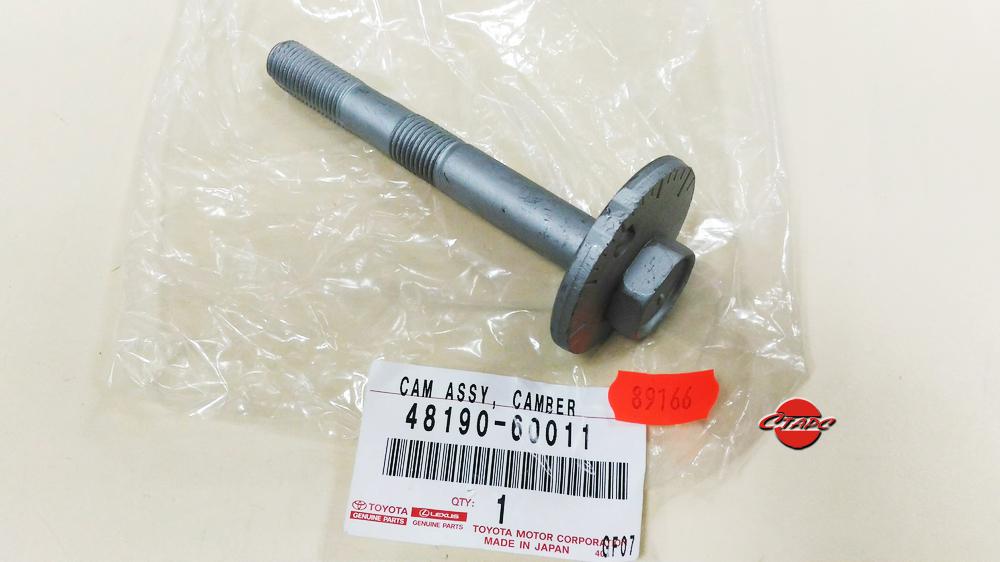 CAM ASSY, CAMBER
48190-60011
89166
СТАРС
QTY: 1
TOYOTA
GENUINE PARTS
LEXUS
GENUINE PARTS
TOYOTA MOTOR CORPORATION
MADE IN JAPAN
GF07